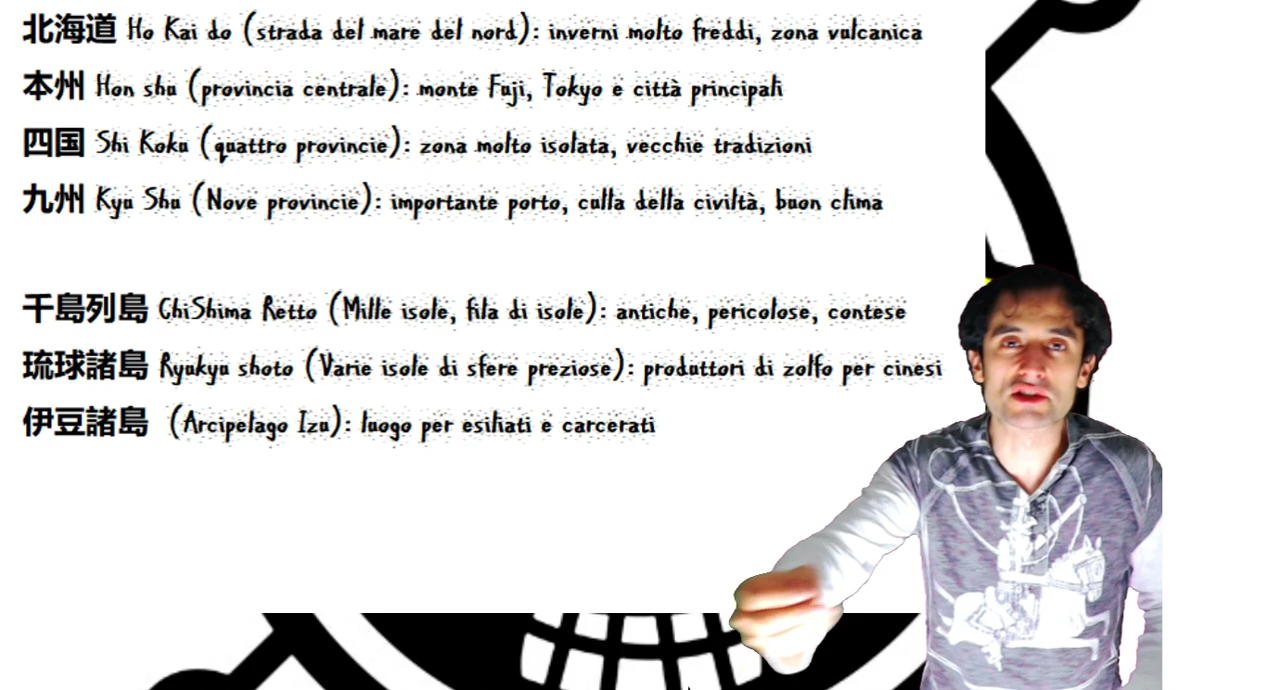 北海道 Ho Kai do (strada del mare del nord): inverni molto freddi, zona vulcanica
本州 Hon shu (provincia centrale): monte Fuji, Tokyo e città principali
四国 Shi Koku (quattro provincie): zona molto isolata, vecchie tradizioni
九州 Kyu Shu (Nove provincie): importante porto, culla della civiltà, buon clima
千島列島 ChiShima Retto (Mille isole, fila di isole): antiche, pericolose, contese
琉球諸島 Ryukyu shoto (Varie isole di sfere preziose): produttori di zolfo per cinesi
伊豆諸島 (Arcipelago Izu): luogo per esiliati e carcerati